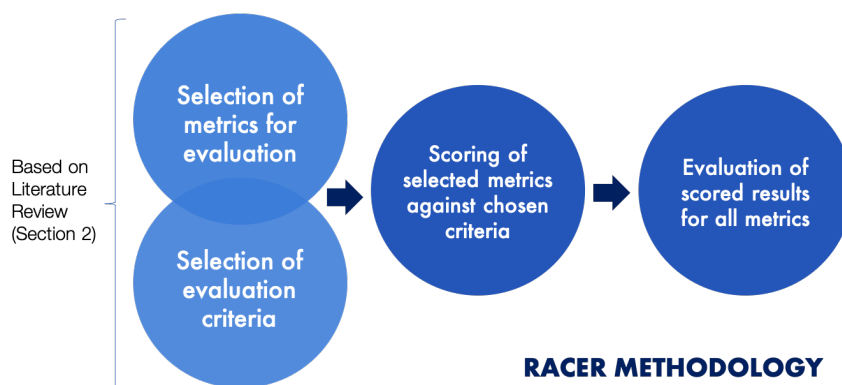 Based on
Literature
Review
(Section 2)
Selection of
metrics for
evaluation
Selection of
evaluation
criteria
Scoring of
selected metrics
against chosen
criteria
Evaluation of
scored results
for all metrics
RACER METHODOLOGY